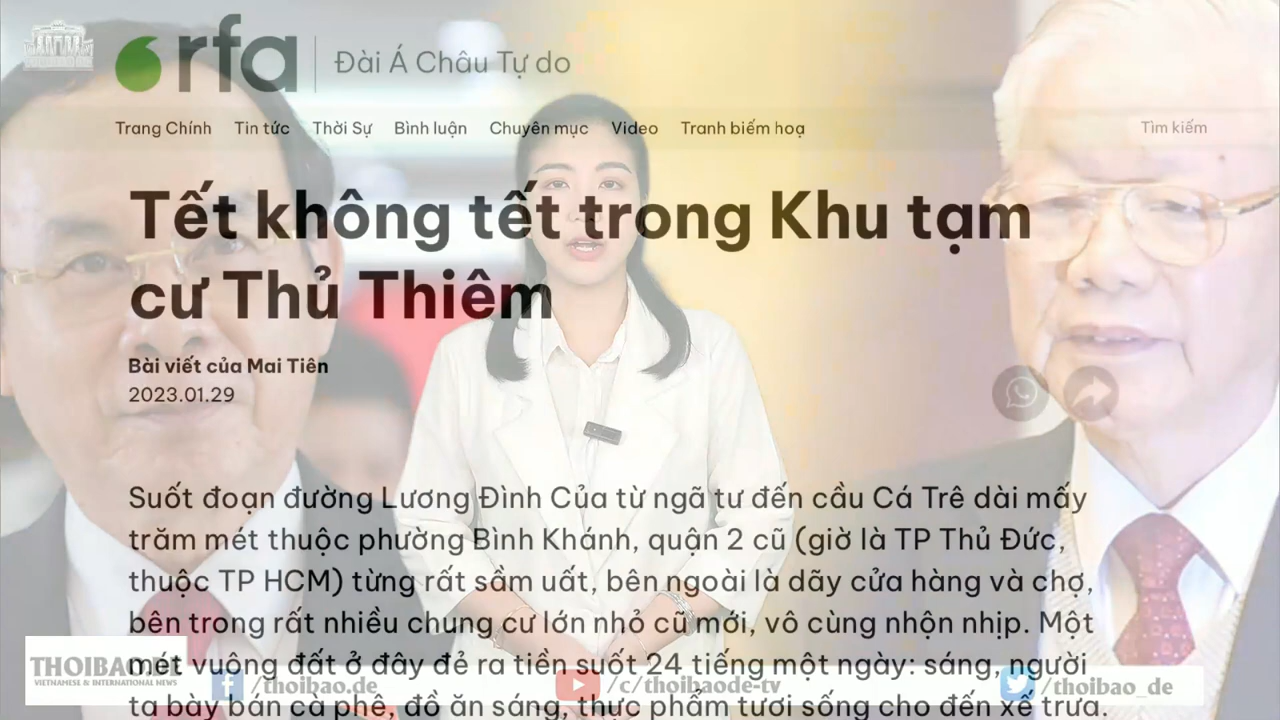 rfa
Đài Á Châu Tự do
Trang Chính Tin tức Thời Sự Bình luận Chuyên mục Video Tranh biếm hoạ Tìm kiếm
Tết không tết trong Khu tạm
cư Thủ Thiêm
Bài viết của Mai Tiên
2023.01.29
Suốt đoạn đường Lương Đình Của từ ngã tư đến cầu Cá Trê dài mấy
trăm mét thuộc phường Bình Khánh, quận 2 cũ (giờ là TP Thủ Đức,
thuộc TP HCM) từng rất sầm uất, bên ngoài là dãy cửa hàng và chợ,
bên trong rất nhiều chung cư lớn nhỏ cũ mới, vô cùng nhộn nhịp. Một
mét vuông đất ở đây đẻ ra tiền suốt 24 tiếng một ngày: sáng, người
THOIBAO.DE
VIETNAMESE & INTERNATIONAL NEWS
/thoibao.de
/c/thoibaode-tv
/thoibao_de
ta bày bán cà phê, đồ ăn sáng, thực phẩm tươi sống cho đến xế trưa.